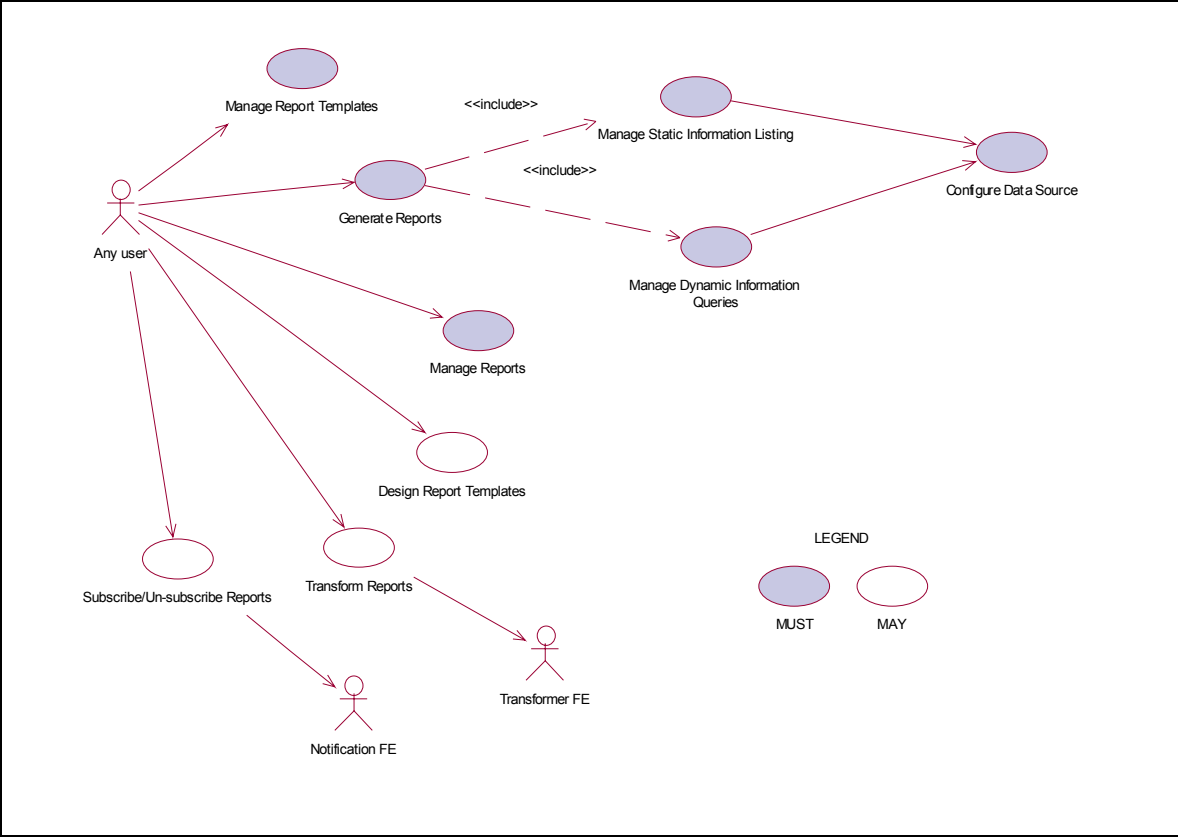 Manage Report Templates
<<include>>
Manage Static Information Listing
<<include>>
Configure Data Source
Generate Reports
Any user
Manage Dynamic Information
Queries
Manage Reports
Design Report Templates
LEGEND
Transform Reports
Subscribe/Un-subscribe Reports
MUST
MAY
Transformer FE
Notification FE